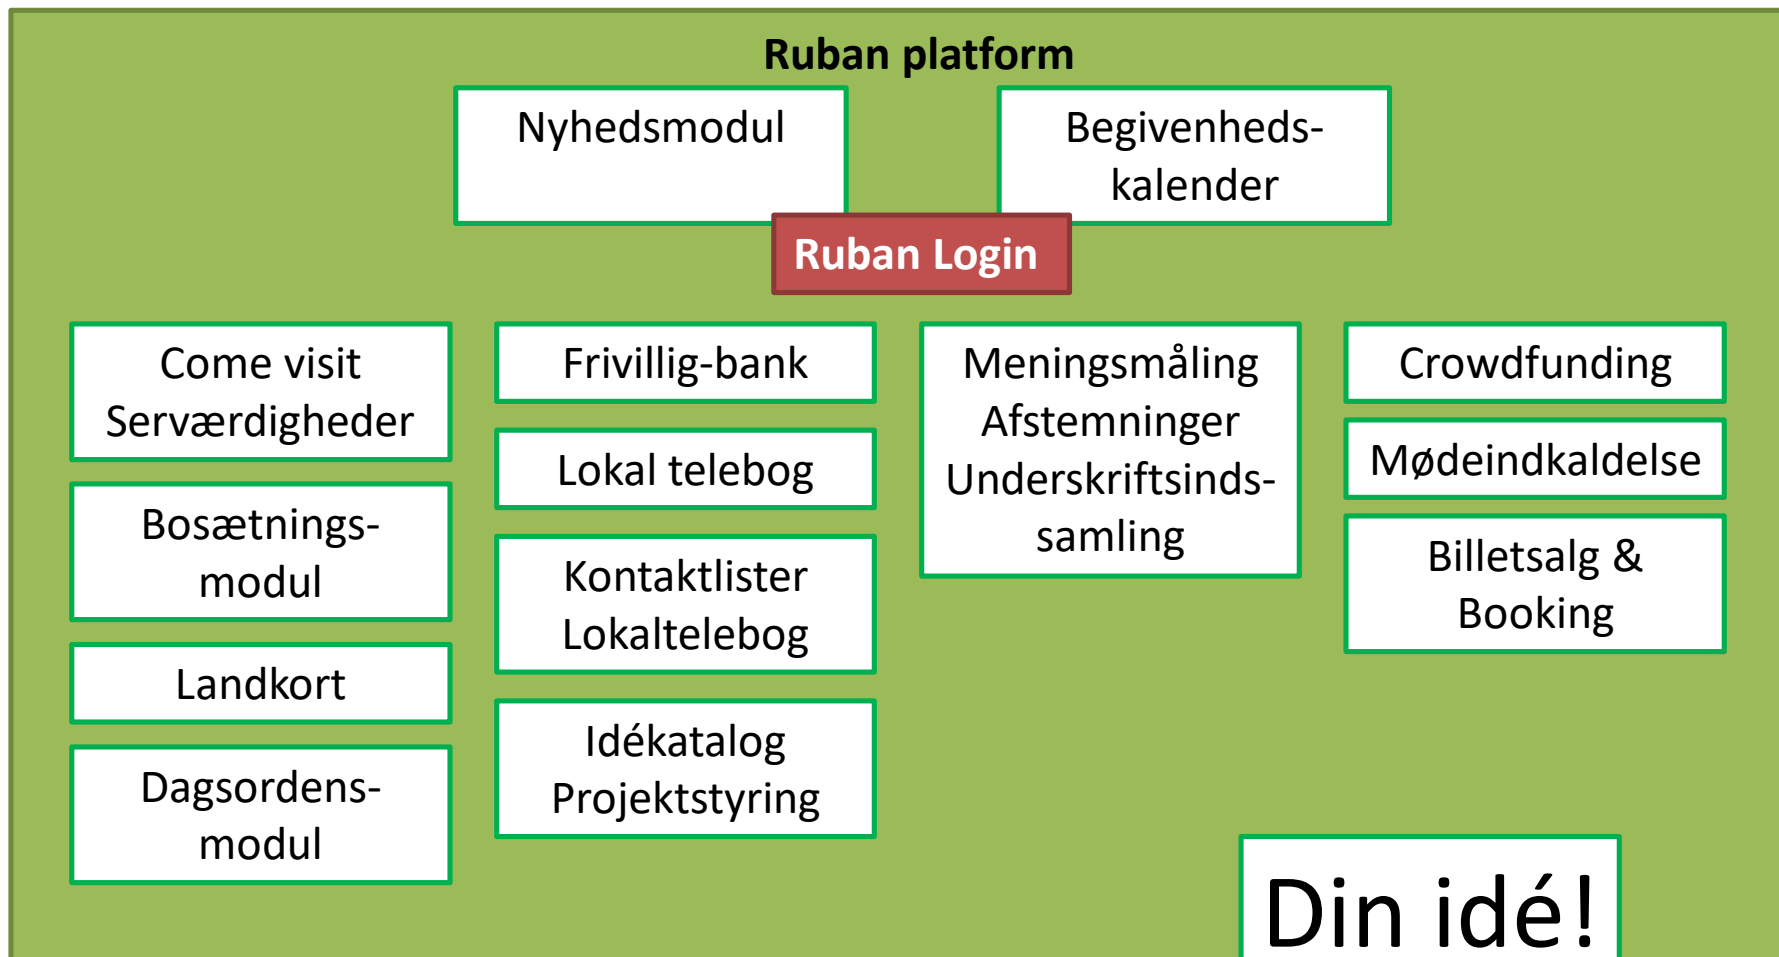 Ruban platform
Nyhedsmodul
Begivenheds-
kalender
Ruban Login
Come visit
Serværdigheder
Bosætnings-
modul
Landkort
Dagsordens-
modul
Frivillig-bank
Lokal telebog
Kontaktlister
Lokaltelebog
Idékatalog
Projektstyring
Meningsmåling
Afstemninger
Underskriftsinds-
samling
Crowdfunding
Mødeindkaldelse
Billetsalg &
Booking
Din idé!